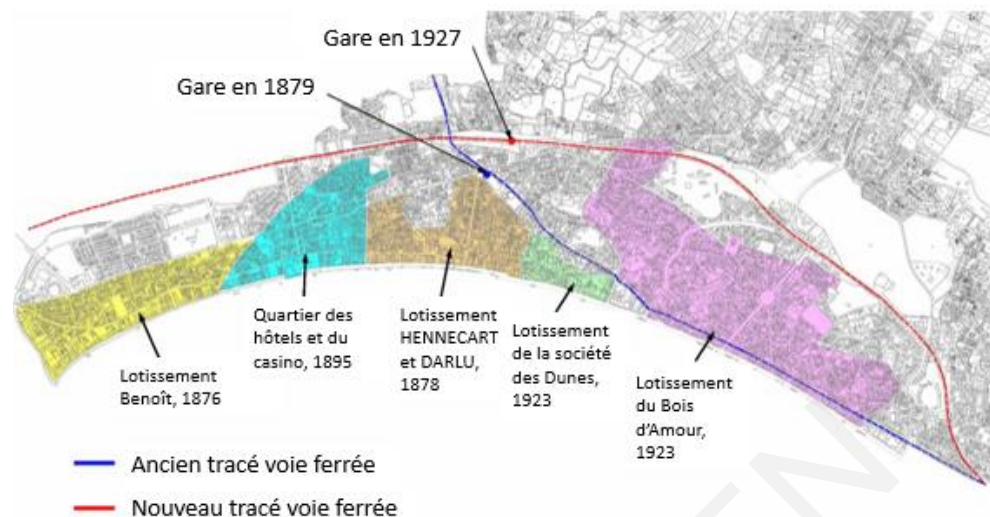 Gare en 1927
Gare en 1879
Lotissement
Benoît, 1876
Quartier des
hôtels et du
casino, 1895
Lotissement
HENNECART
et DARLU,
1878
Lotissement
de la société
des Dunes,
1923
Lotissement
du Bois
d'Amour,
1923
Ancien tracé voie ferrée
Nouveau tracé voie ferrée